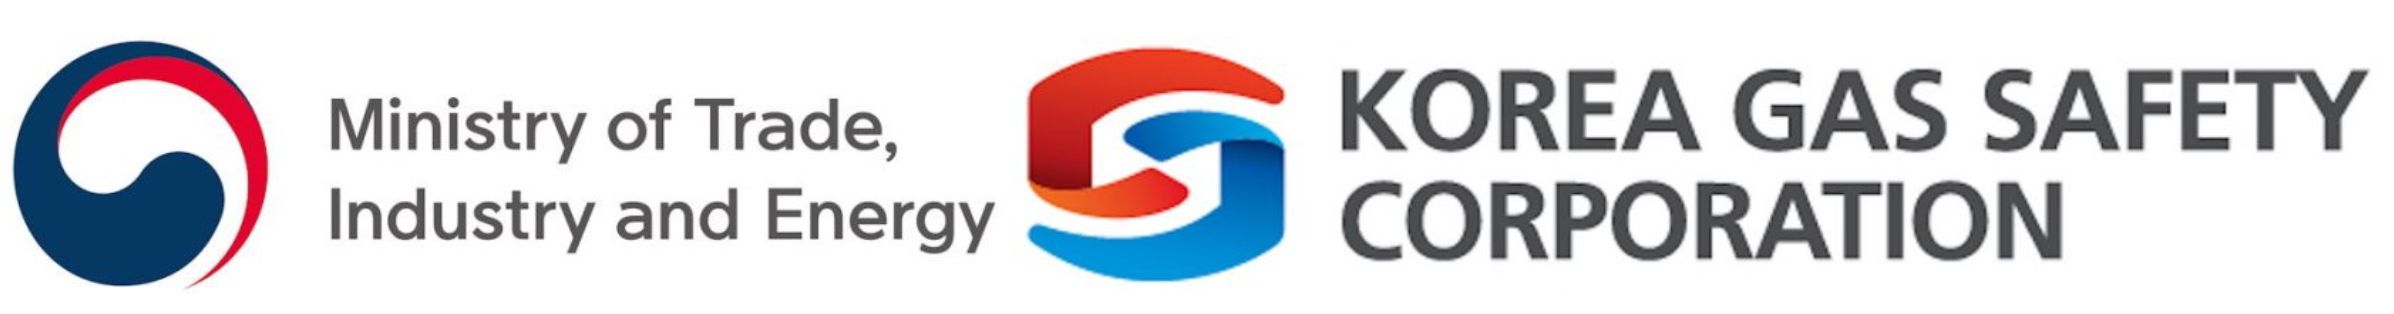 Ministry of Trade,
Industry and Energy
KOREA GAS SAFETY
CORPORATION